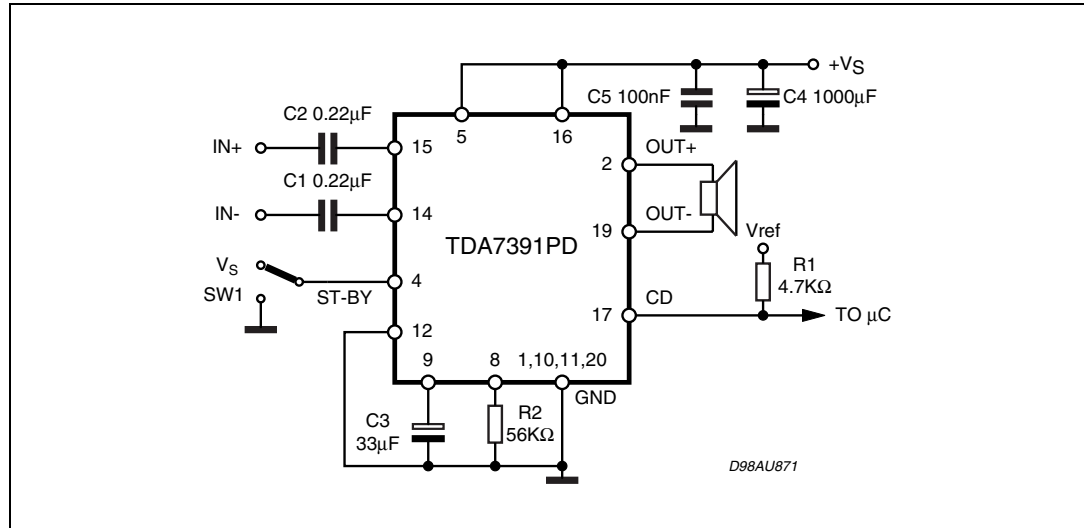 +VS
C5 100nF
C4 1000µF
C2 0.22µF
5
16
IN+
15
2
OUT+
C1 0.22µF
IN-
14
OUT-
19
TDA7391PD
Vref
VS
4
R1
4.7KΩ
SW1
ST-BY
CD
17
TO µC
12
9
8
1,10,11,20
GND
C3
33µF
R2
56KΩ
D98AU871